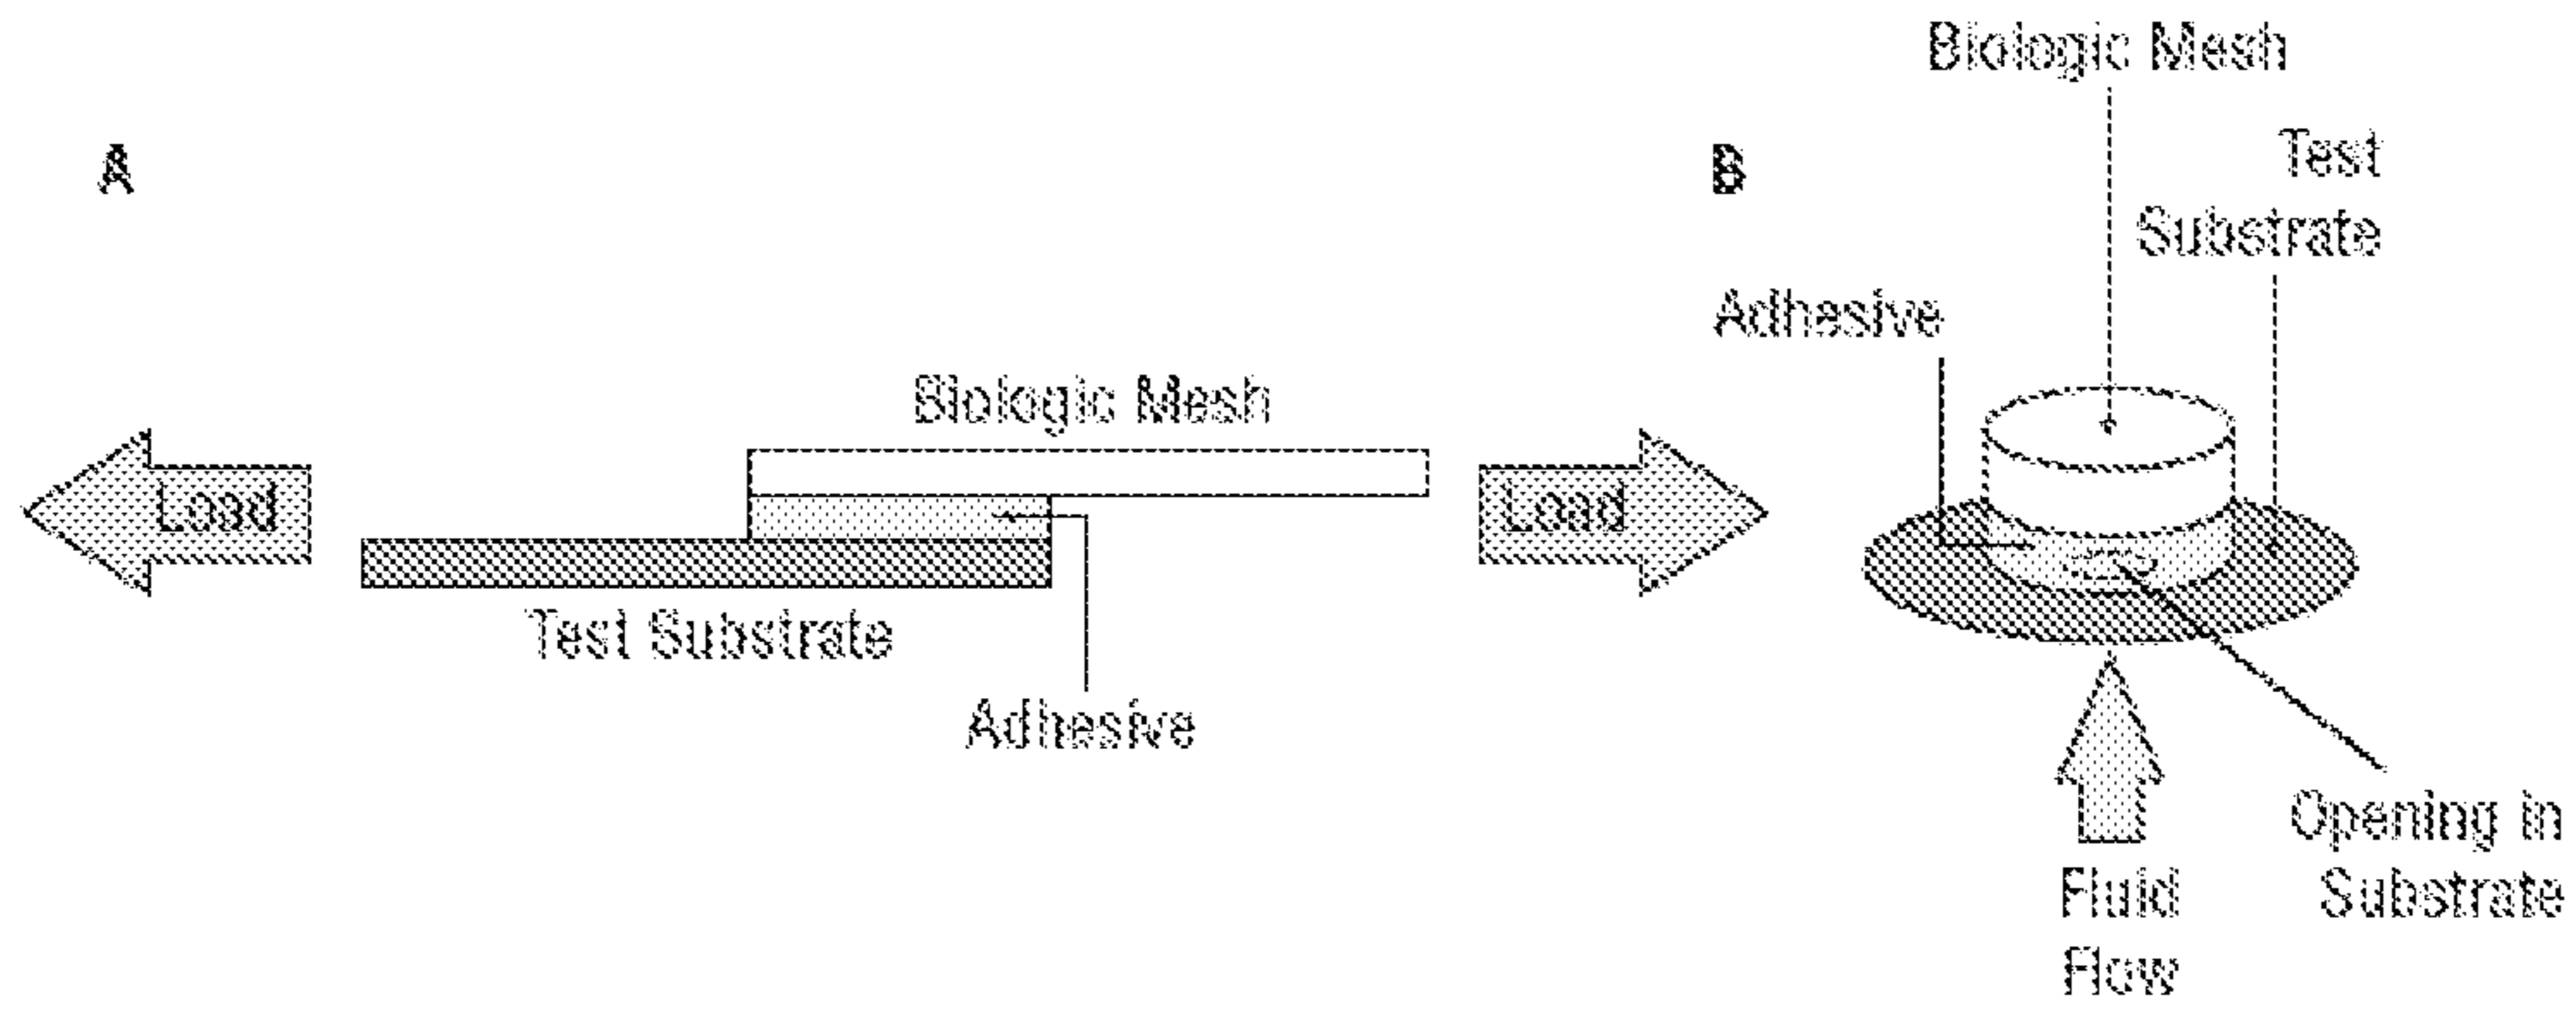 A
Load
Biologic Mesh
Load
Test Substrate
Adhesive
B
Biologic Mesh
Test
Substrate
Adhesive
Opening in
Substrate
Fluid
Flow